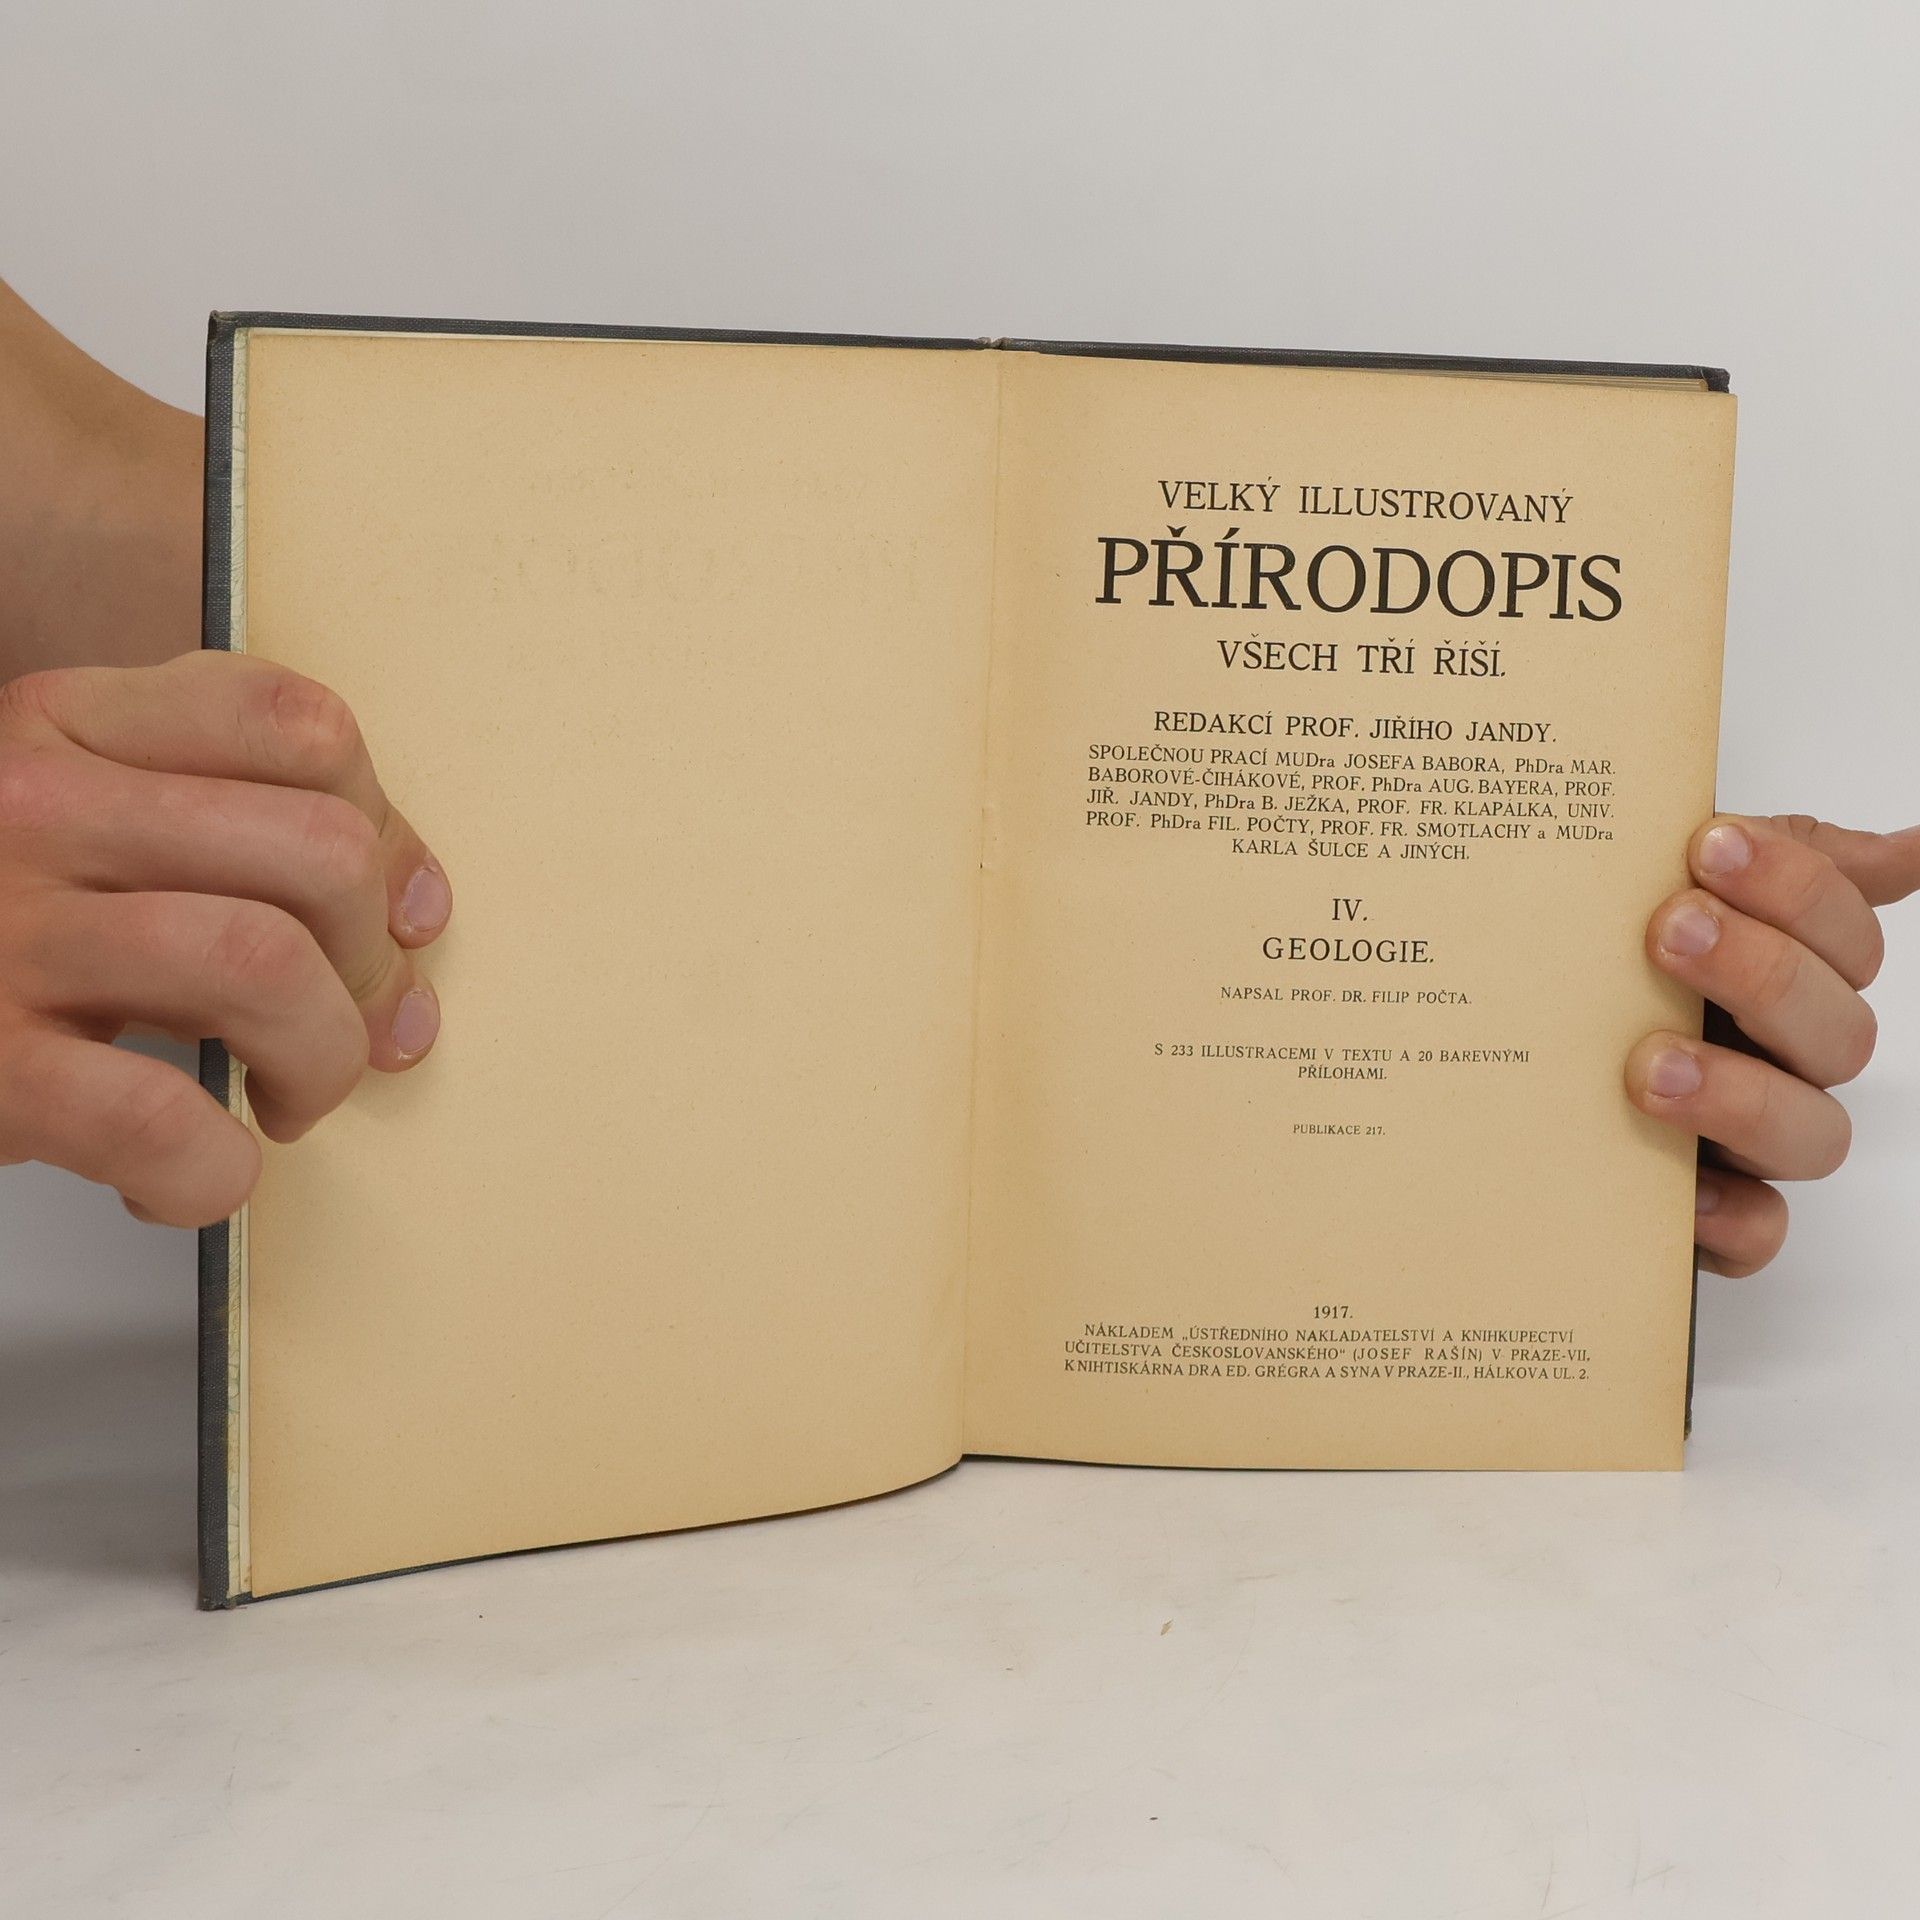 VELKÝ ILLUSTROVANÝ
PŘÍRODOPIS
VŠECH TŘÍ ŘÍŠÍ.
REDAKCÍ PROF. JIŘÍHO JANDY.
SPOLEČNOU PRACÍ MUDra JOSEFA BABORA, PhDra MAR.
BABOROVÉ-ČIHÁKOVÉ, PROF. PhDra AUG. BAYERA, PROF.
JIŘ. JANDY, PhDra B. JEŽKA, PROF. FR. KLAPÁLKA, UNIV.
PROF. PhDra FIL. POČTY, PROF. FR. SMOTLACHY a MUDra
KARLA ŠULCE A JINÝCH.
IV.
GEOLOGIE.
NAPSAL PROF. DR. FILIP POČTA.
S 233 ILLUSTRACEMI V TEXTU A 20 BAREVNÝMI
PŘÍLOHAMI.
PUBLIKACE 217.
1917.
NÁKLADEM „ÚSTŘEDNÍHO NAKLADATELSTVÍ A KNIHKUPECTVÍ
UČITELSTVA ČESKOSLOVANSKÉHO“ (JOSEF RAŠÍN) V PRAZE-VII.
KNIHTISKÁRNA DRA ED. GRÉGRA A SYNA V PRAZE-II., HÁLKOVA UL. 2.